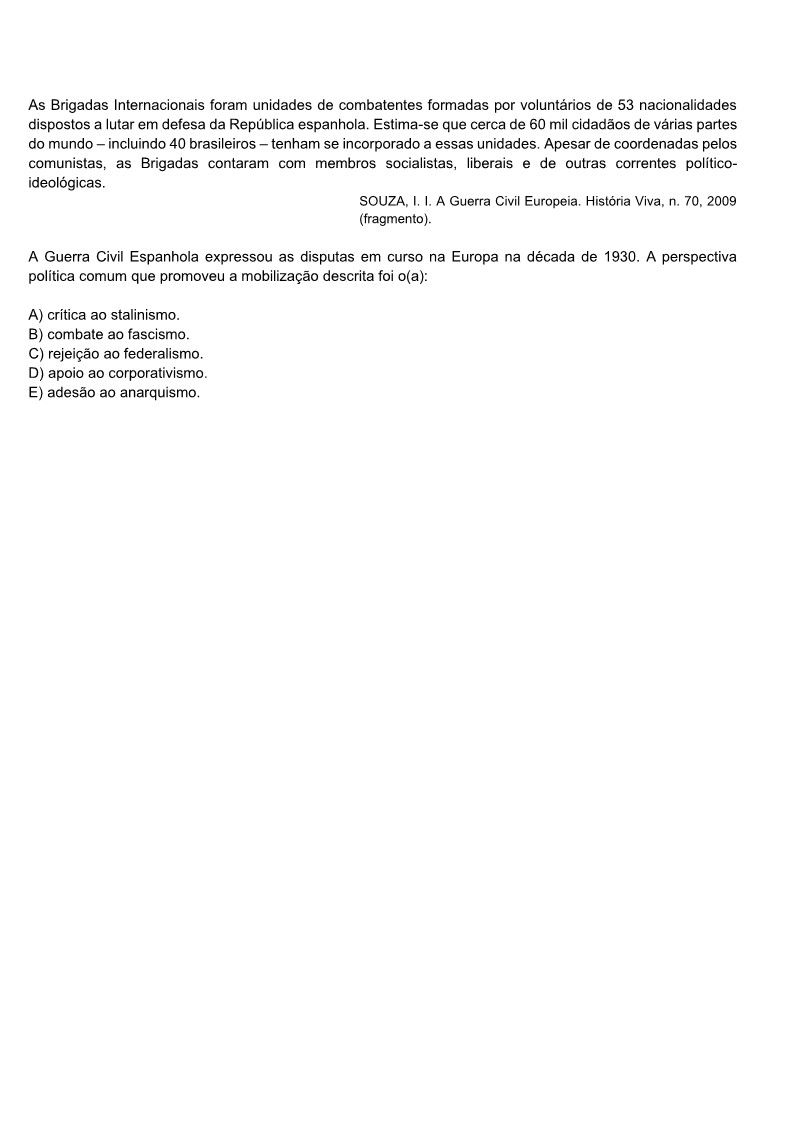 As Brigadas Internacionais foram unidades de combatentes formadas por voluntários de 53 nacionalidades
dispostos a lutar em defesa da República espanhola. Estima-se que cerca de 60 mil cidadãos de várias partes
do mundo – incluindo 40 brasileiros – tenham se incorporado a essas unidades. Apesar de coordenadas pelos
comunistas, as Brigadas contaram com membros socialistas, liberais e de outras correntes político-
ideológicas.
SOUZA, I. I. A Guerra Civil Europeia. História Viva, n. 70, 2009
(fragmento).
A Guerra Civil Espanhola expressou as disputas em curso na Europa na década de 1930. A perspectiva
política comum que promoveu a mobilização descrita foi o(a):
A) crítica ao stalinismo.
B) combate ao fascismo.
C) rejeição ao federalismo.
D) apoio ao corporativismo.
E) adesão ao anarquismo.